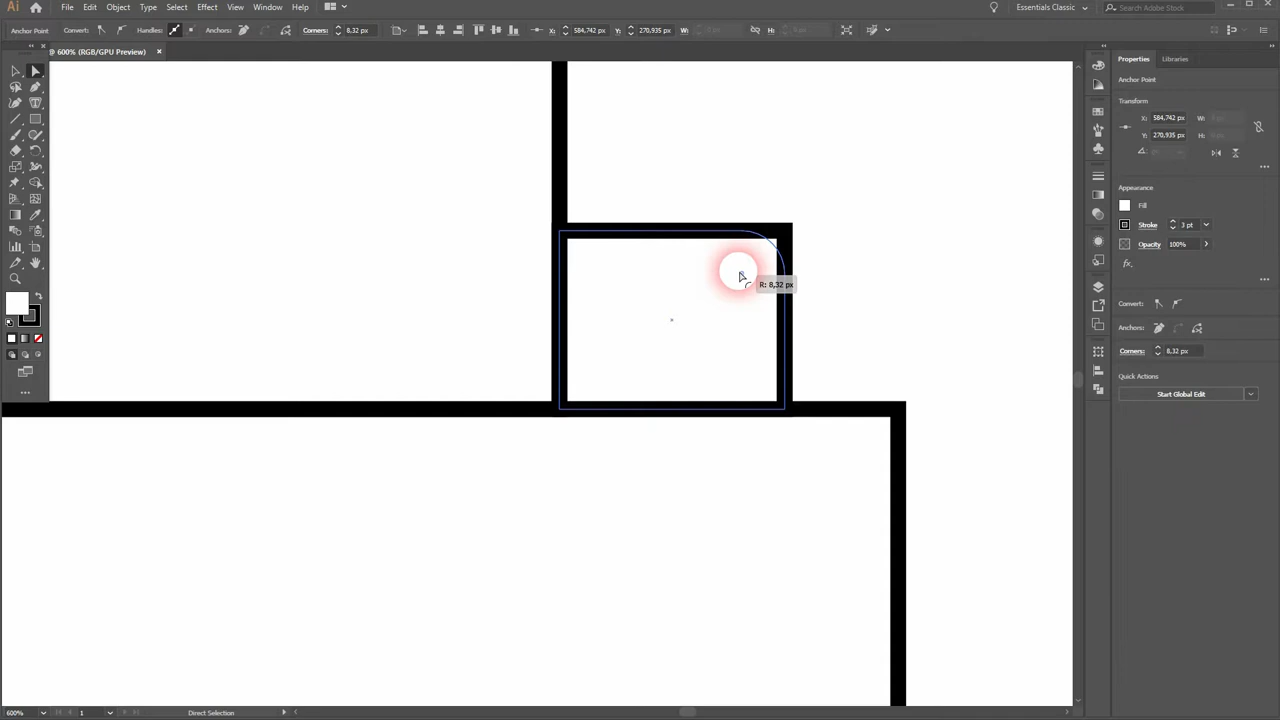 Ai File Edit Object Type Select Effect View Window Help Essentials Classic Search Adobe Stock
Anchor Point Convert: Handles: Anchors: Corners: 8,32 px X: 584,742 px Y: 270,935 px W: H:
@ 600% (RGB/GPU Preview) ×
Properties Libraries
Anchor Point
Transform
X: 584,742 px W:
Y: 270,935 px H:
Appearance
Fill
Stroke 3 pt
Opacity 100%
fx
Convert:
Anchors:
Corners: 8,32 px
Quick Actions
Start Global Edit
R: 8,32 px
600% 1 Direct Selection